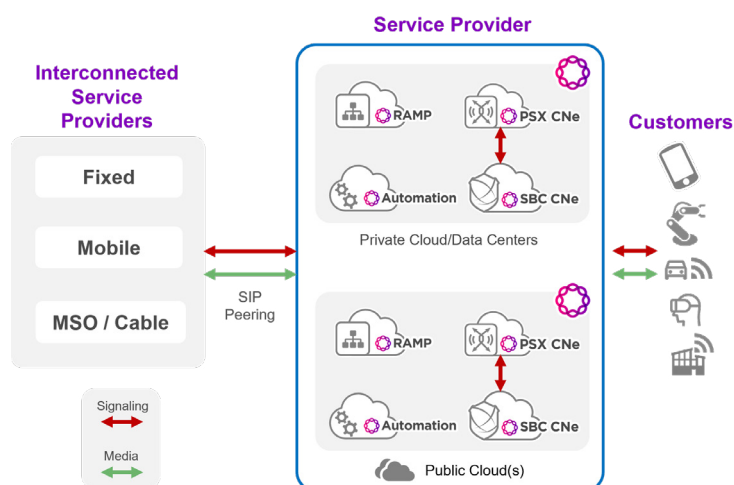 Service Provider
Interconnected
Service
Providers
Fixed
Mobile
MSO / Cable
Signaling
Media
SIP
Peering
RAMP
PSX CNe
Automation
SBC CNe
Private Cloud/Data Centers
RAMP
PSX CNe
Automation
SBC CNe
Public Cloud(s)
Customers